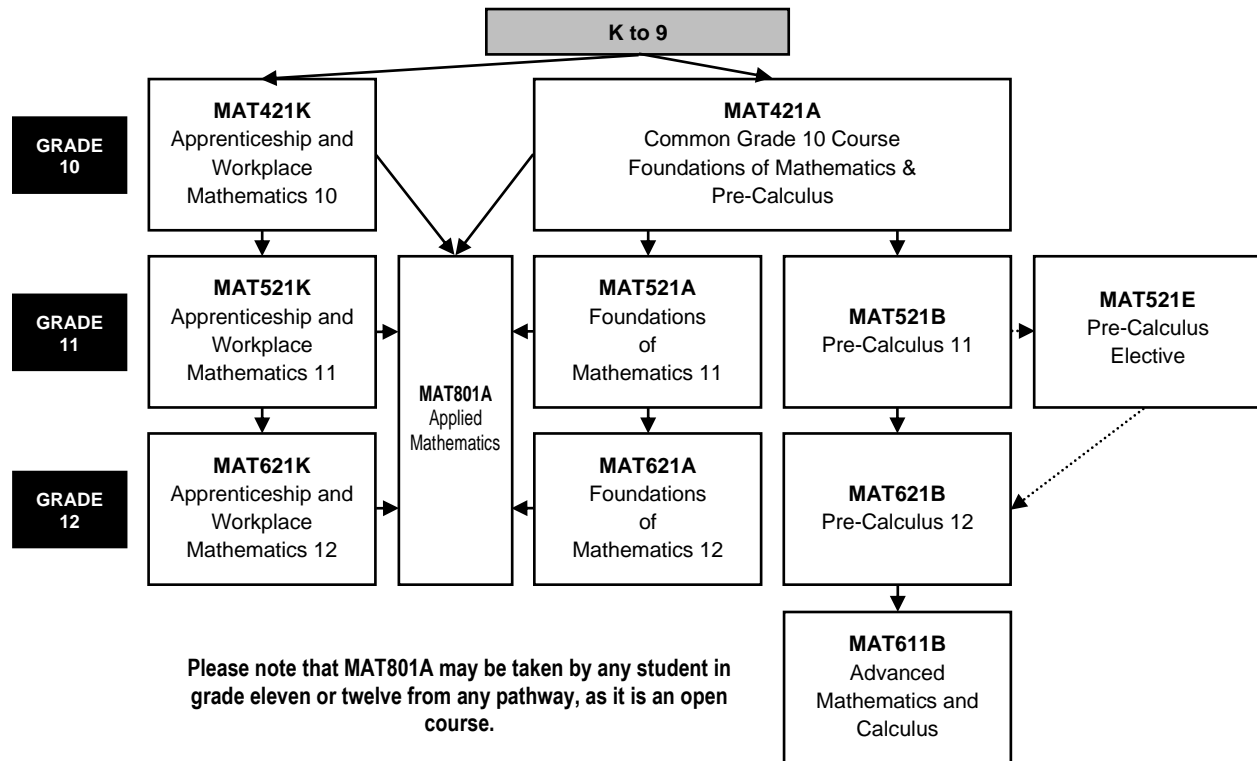 K to 9
GRADE
10
MAT421K
Apprenticeship and
Workplace
Mathematics 10
MAT421A
Common Grade 10 Course
Foundations of Mathematics &
Pre-Calculus
GRADE
11
MAT521K
Apprenticeship and
Workplace
Mathematics 11
MAT801A
Applied
Mathematics
MAT521A
Foundations
of
Mathematics 11
MAT521B
Pre-Calculus 11
MAT521E
Pre-Calculus
Elective
GRADE
12
MAT621K
Apprenticeship and
Workplace
Mathematics 12
MAT621A
Foundations
of
Mathematics 12
MAT621B
Pre-Calculus 12
MAT611B
Advanced
Mathematics and
Calculus
Please note that MAT801A may be taken by any student in
grade eleven or twelve from any pathway, as it is an open
course.